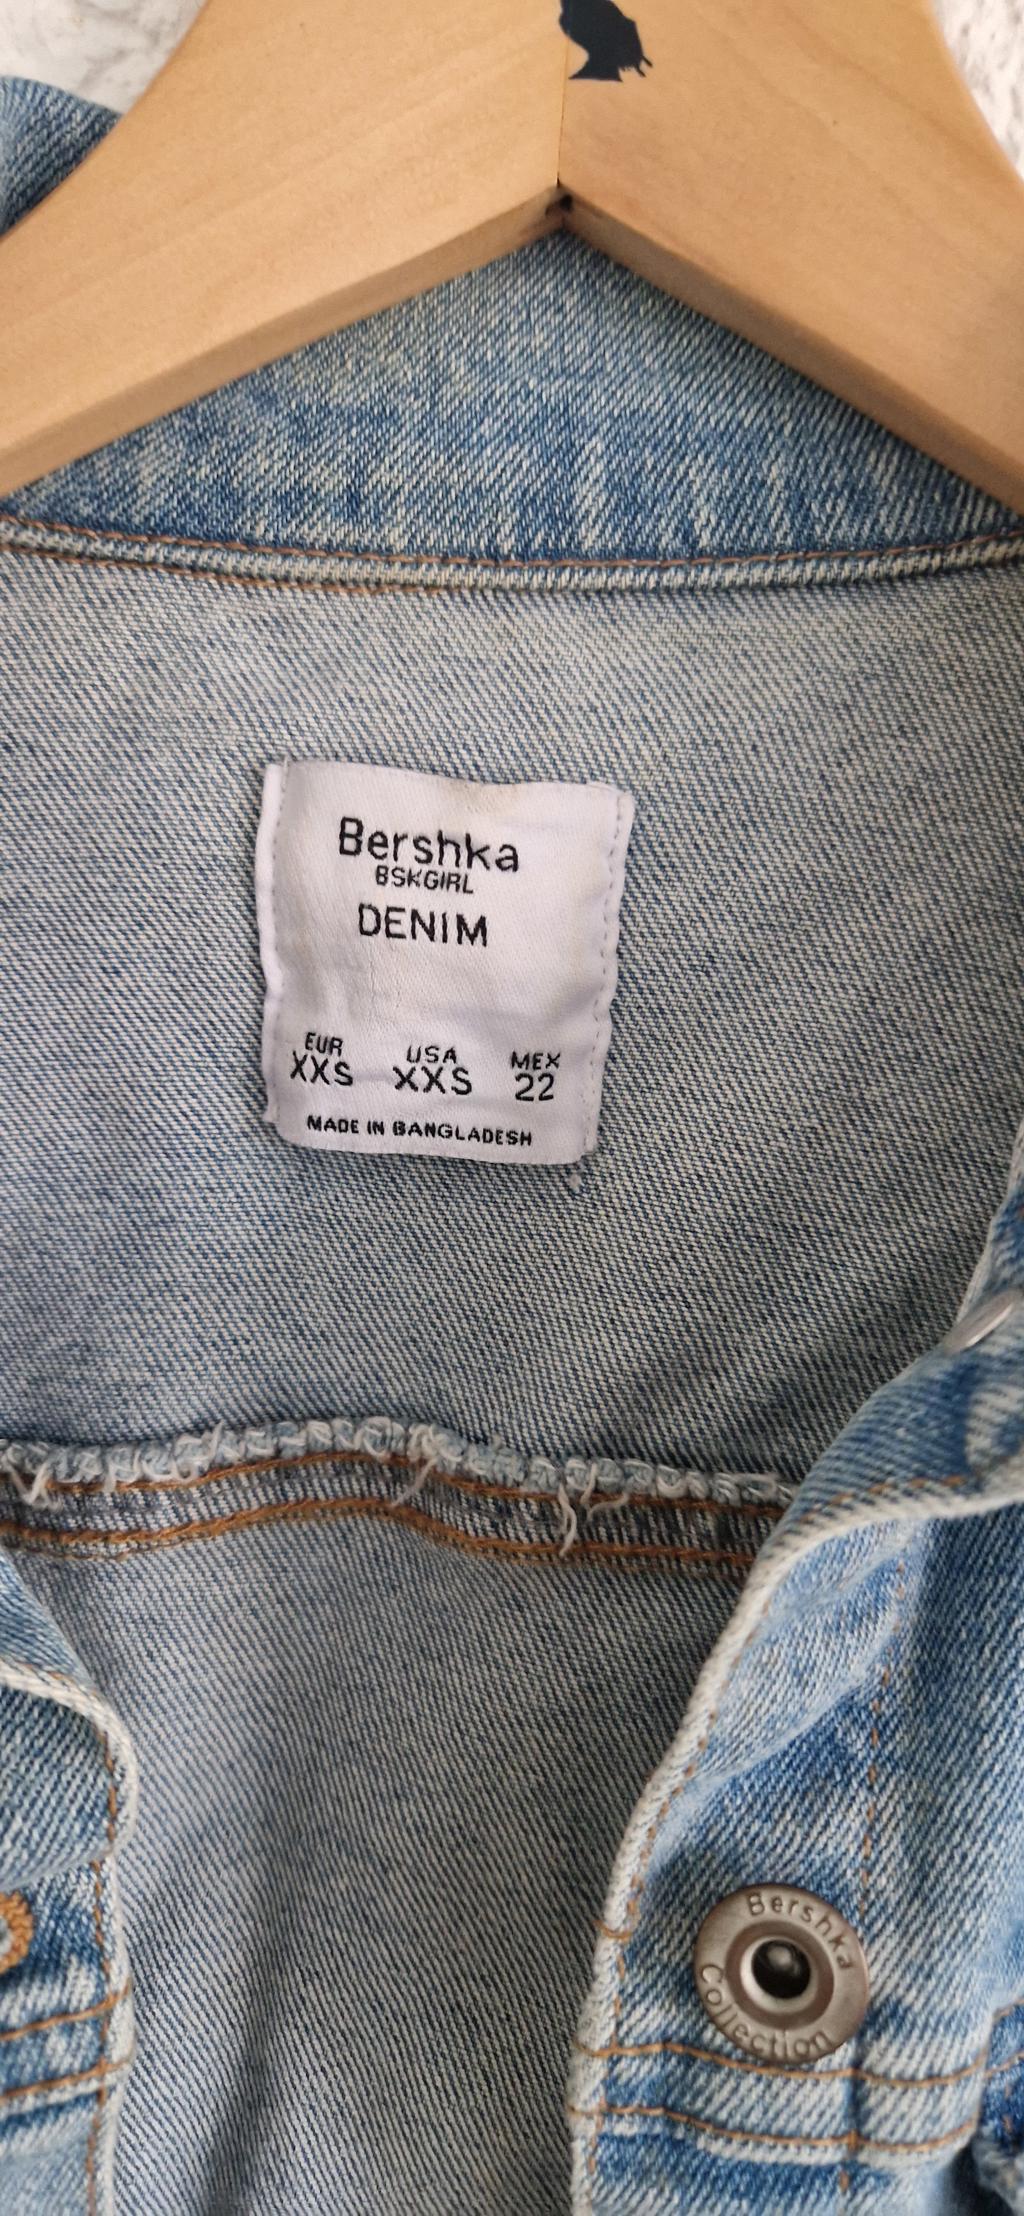 Bershka
BSKGIRL
DENIM
EUR USA MEX
XXS XXS 22
MADE IN BANGLADESH
Bershka
Collection